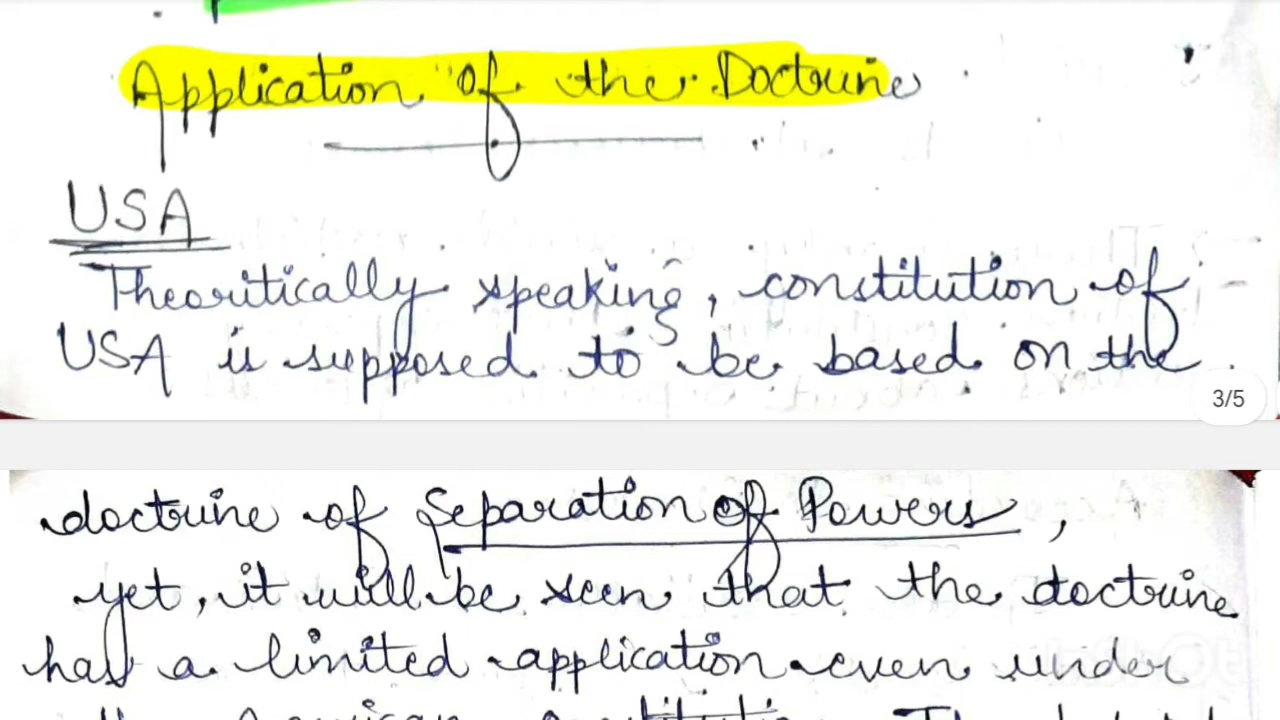 Application of the Doctrine
USA
Theoritically speaking, constitution of
USA is supposed to be based on the
3/5
doctrine of Separation of Powers,
yet, it will be seen that the doctrine
has a limited application even under